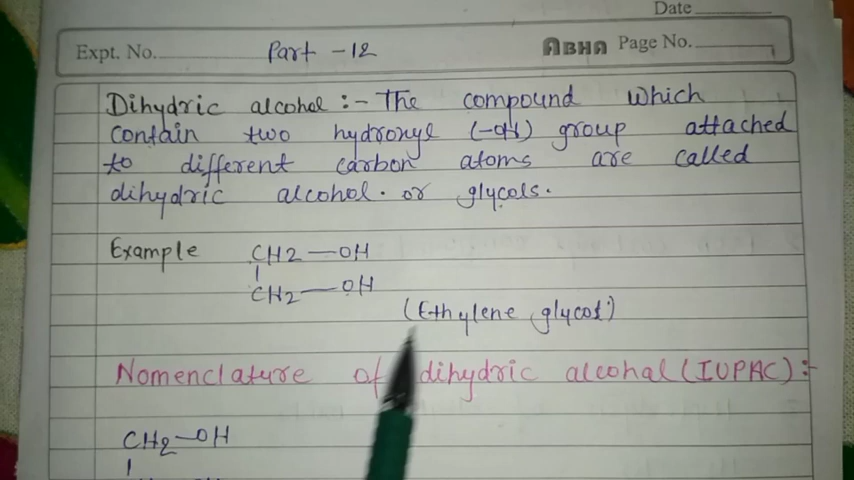 Date
Expt. No. Part -12 ABHA Page No.
Dihydric alcohol :- The compound which
contain two hydroxyl (-OH) group attached
to different carbon atoms are called
dihydric alcohol. or glycols.
Example CH2—OH
|
CH2—OH
(Ethylene glycol)
Nomenclature of dihydric alcohal (IUPAC) :-
CH2—OH
|